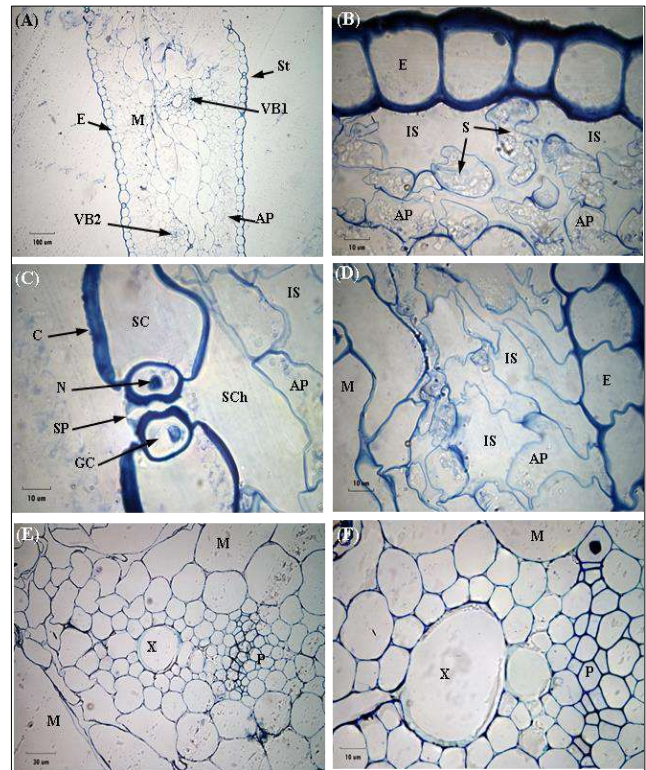 (A)
St
VB1
M
E
VB2
AP
100 um
(B)
E
IS
S
IS
AP
AP
10 um
(C)
C
SC
IS
N
SCh
AP
SP
GC
10 um
(D)
M
IS
E
IS
AP
10 um
(E)
M
X
P
M
30 um
(F)
M
X
P
10 um